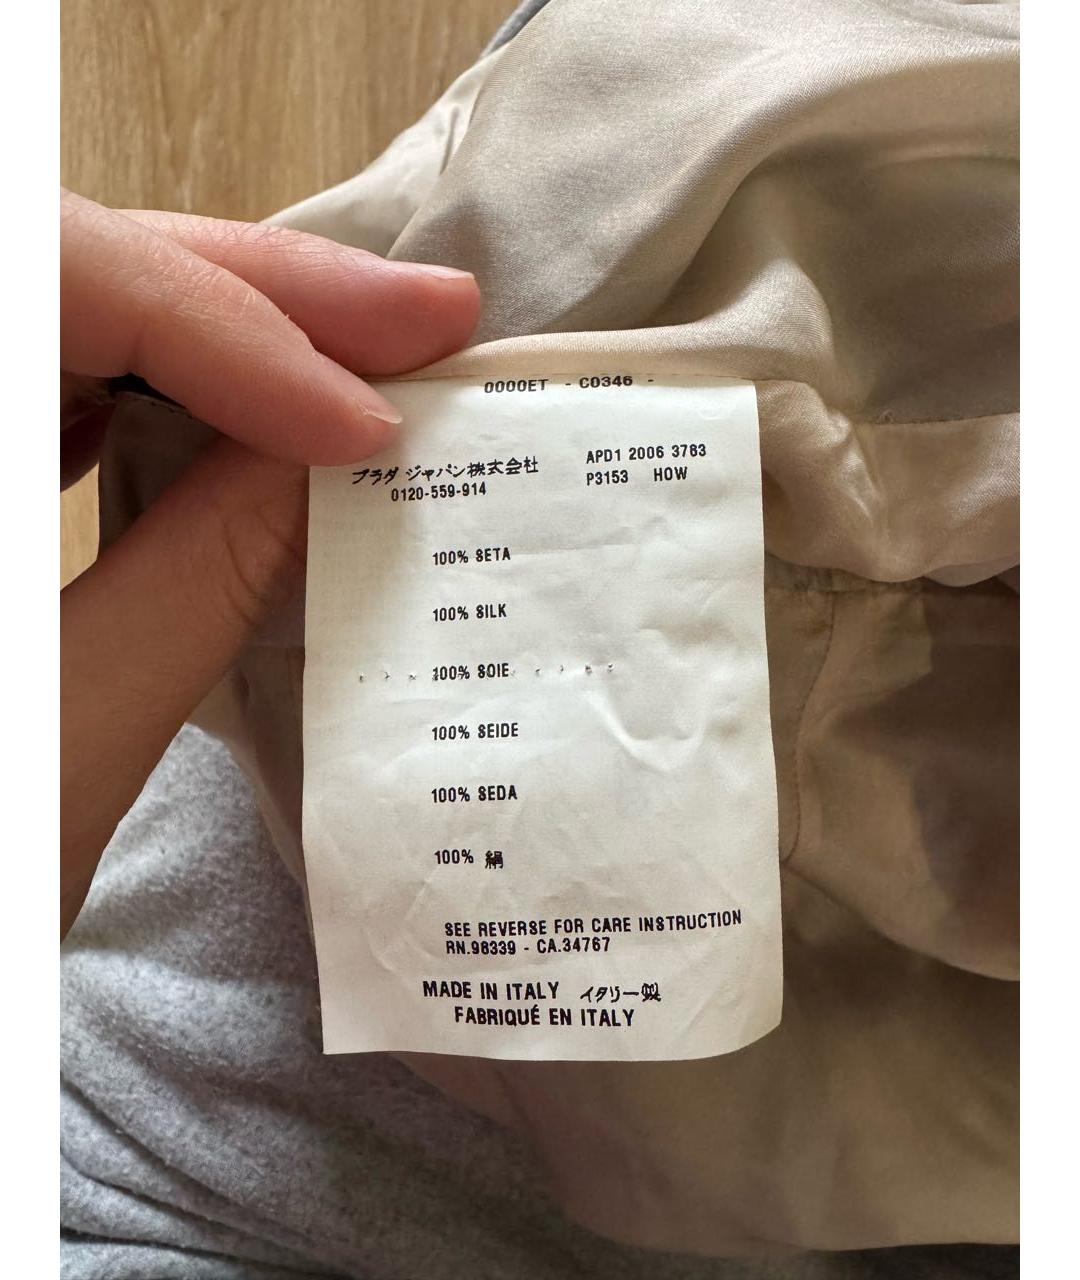 0000ET - C0346 -
プラダ ジャパン株式会社
0120-559-914
APD1 2006 3763
P3153 HOW
100% SETA
100% SILK
100% SOIE
100% SEIDE
100% SEDA
100% 絹
SEE REVERSE FOR CARE INSTRUCTION
RN.98339 - CA.34767
MADE IN ITALY イタリー製
FABRIQUÉ EN ITALY